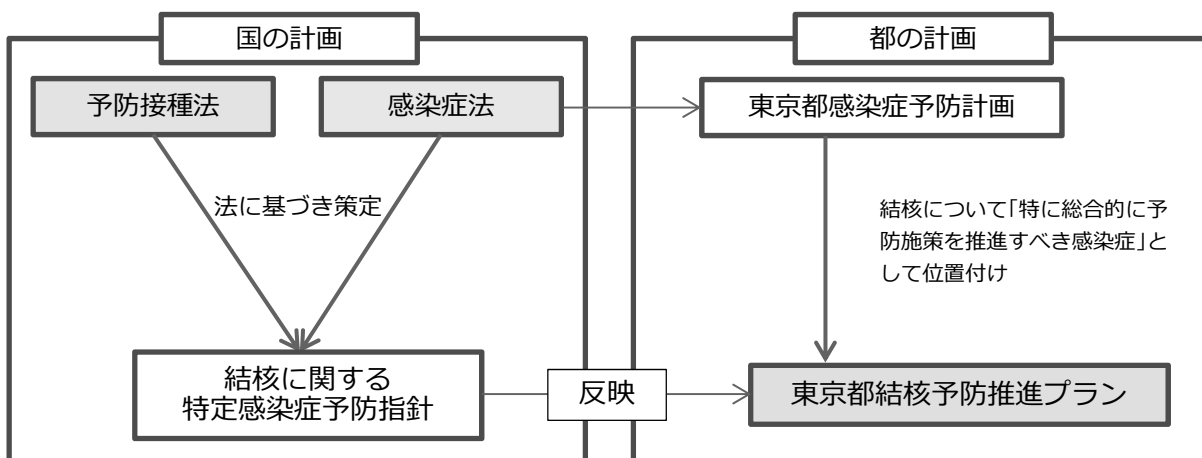 国の計画
予防接種法
感染症法
法に基づき策定
結核に関する
特定感染症予防指針
反映
都の計画
東京都感染症予防計画
結核について「特に総合的に予
防施策を推進すべき感染症」と
して位置付け
東京都結核予防推進プラン